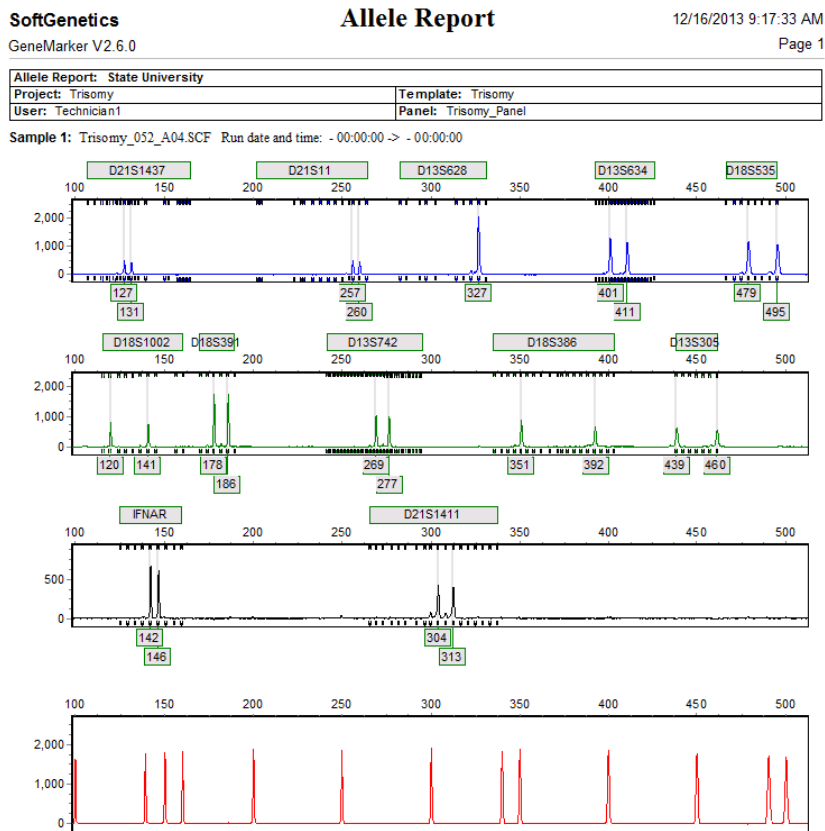 SoftGenetics
Allele Report
12/16/2013 9:17:33 AM
GeneMarker V2.6.0
Page 1
Allele Report: State University
Project: Trisomy
Template: Trisomy
User: Technician1
Panel: Trisomy_Panel
Sample 1: Trisomy_052_A04.SCF Run date and time: - 00:00:00 -> - 00:00:00
D21S1437 D21S11 D13S628 D13S634 D18S535
100 150 200 250 300 350 400 450 500
2,000
1,000
0
127 257 327 401 479
131 260 411 495
D18S1002 D18S391 D13S742 D18S386 D13S305
100 150 200 250 300 350 400 450 500
2,000
1,000
0
120 141 178 269 351 392 439 460
186 277
IFNAR D21S1411
100 150 200 250 300 350 400 450 500
500
0
142 304
146 313
100 150 200 250 300 350 400 450 500
2,000
1,000
0